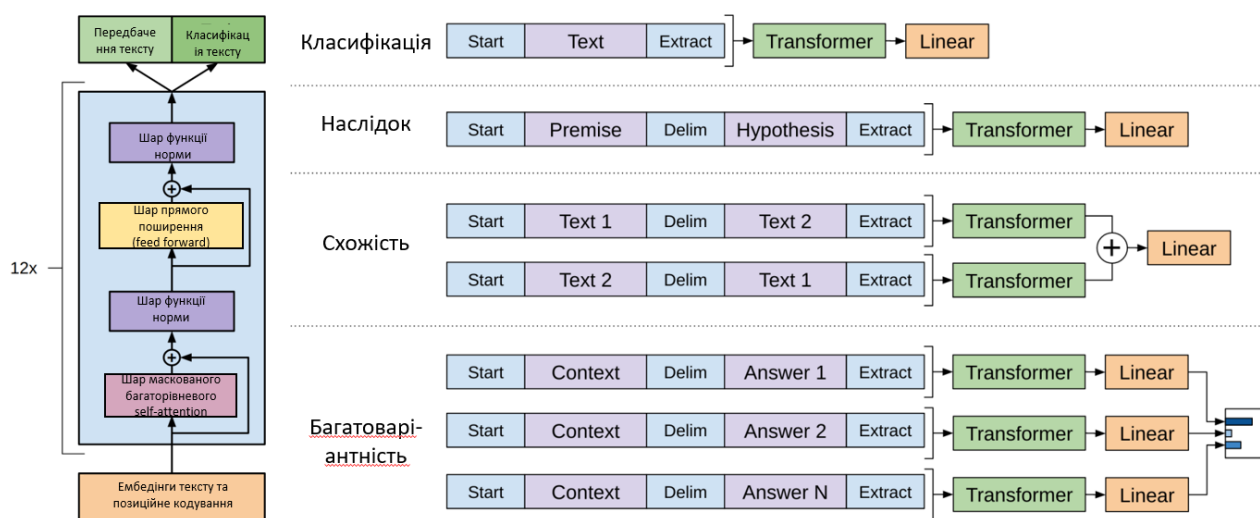 Передбаче
ння тексту
Класифікац
ія тексту
Шар функції
норми
Шар прямого
поширення
(feed forward)
12x
Шар функції
норми
Шар маскованого
багаторівневого
self-attention
Ембедінги тексту та
позиційне кодування
Класифікація
Start Text Extract Transformer Linear
Наслідок
Start Premise Delim Hypothesis Extract Transformer Linear
Схожість
Start Text 1 Delim Text 2 Extract Transformer
Linear
Start Text 2 Delim Text 1 Extract Transformer
Багатоварі-
антність
Start Context Delim Answer 1 Extract Transformer Linear
Start Context Delim Answer 2 Extract Transformer Linear
Start Context Delim Answer N Extract Transformer Linear